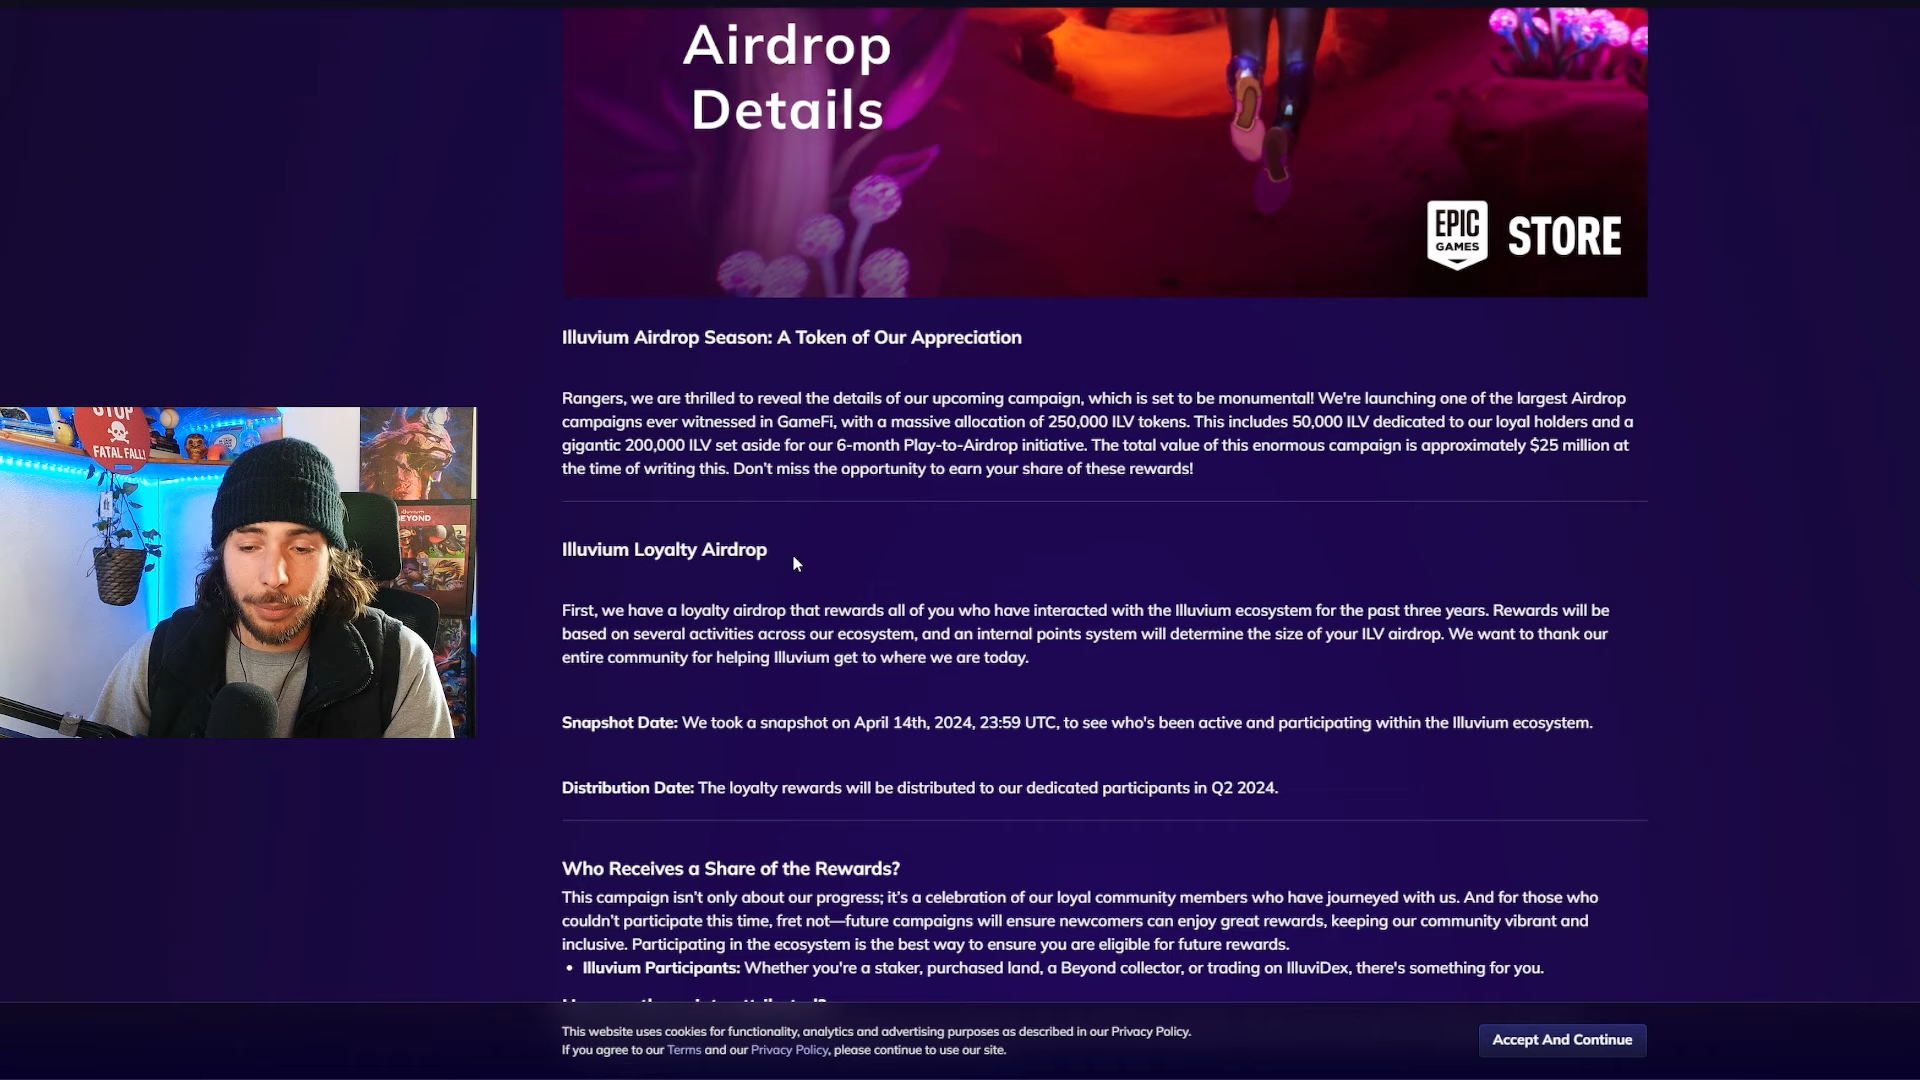 Airdrop
Details
EPIC
GAMES
STORE
Illuvium Airdrop Season: A Token of Our Appreciation
Rangers, we are thrilled to reveal the details of our upcoming campaign, which is set to be monumental! We're launching one of the largest Airdrop
campaigns ever witnessed in GameFi, with a massive allocation of 250,000 ILV tokens. This includes 50,000 ILV dedicated to our loyal holders and a
gigantic 200,000 ILV set aside for our 6-month Play-to-Airdrop initiative. The total value of this enormous campaign is approximately $25 million at
the time of writing this. Don't miss the opportunity to earn your share of these rewards!
STOP
FATAL FALL!
BEYOND
Illuvium Loyalty Airdrop
First, we have a loyalty airdrop that rewards all of you who have interacted with the Illuvium ecosystem for the past three years. Rewards will be
based on several activities across our ecosystem, and an internal points system will determine the size of your ILV airdrop. We want to thank our
entire community for helping Illuvium get to where we are today.
Snapshot Date: We took a snapshot on April 14th, 2024, 23:59 UTC, to see who's been active and participating within the Illuvium ecosystem.
Distribution Date: The loyalty rewards will be distributed to our dedicated participants in Q2 2024.
Who Receives a Share of the Rewards?
This campaign isn't only about our progress; it's a celebration of our loyal community members who have journeyed with us. And for those who
couldn't participate this time, fret not—future campaigns will ensure newcomers can enjoy great rewards, keeping our community vibrant and
inclusive. Participating in the ecosystem is the best way to ensure you are eligible for future rewards.
• Illuvium Participants: Whether you're a staker, purchased land, a Beyond collector, or trading on IlluviDex, there's something for you.
This website uses cookies for functionality, analytics and advertising purposes as described in our Privacy Policy.
If you agree to our Terms and our Privacy Policy, please continue to use our site.
Accept And Continue